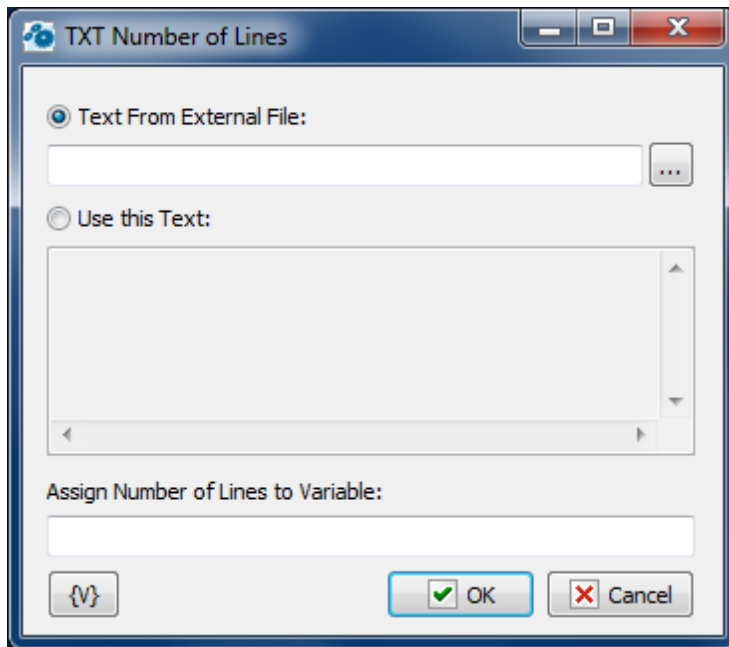 TXT Number of Lines
Text From External File:
...
Use this Text:
Assign Number of Lines to Variable:
{V}
OK
Cancel